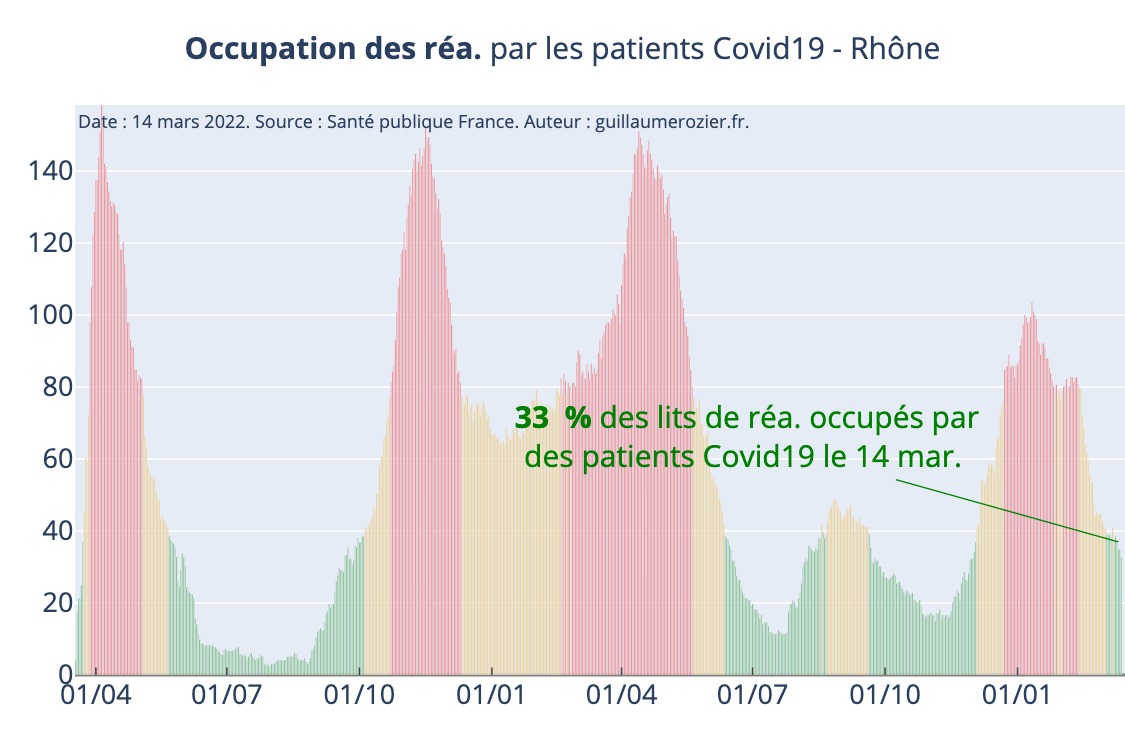 Occupation des réa. par les patients Covid19 - Rhône
Date : 14 mars 2022. Source : Santé publique France. Auteur : guillaumerozier.fr.
140
120
100
80
60
40
20
0
33 % des lits de réa. occupés par
des patients Covid19 le 14 mar.
01/04 01/07 01/10 01/01 01/04 01/07 01/10 01/01